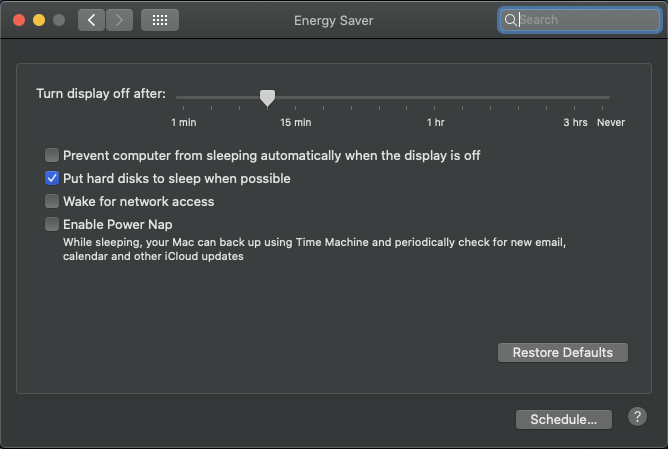 Energy Saver
Search
Turn display off after:
1 min 15 min 1 hr 3 hrs Never
Prevent computer from sleeping automatically when the display is off
Put hard disks to sleep when possible
Wake for network access
Enable Power Nap
While sleeping, your Mac can back up using Time Machine and periodically check for new email,
calendar and other iCloud updates
Restore Defaults
Schedule...
?